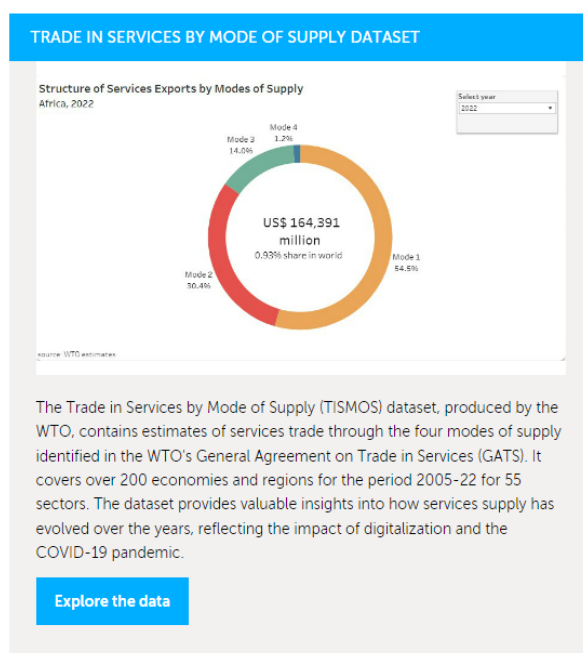 TRADE IN SERVICES BY MODE OF SUPPLY DATASET
Structure of Services Exports by Modes of Supply
Africa, 2022
Select year
2022
Mode 4
1.2%
Mode 3
14.0%
US$ 164,391
million
0.93% share in world
Mode 1
54.5%
Mode 2
30.4%
source: WTO estimates
The Trade in Services by Mode of Supply (TISMOS) dataset, produced by the
WTO, contains estimates of services trade through the four modes of supply
identified in the WTO's General Agreement on Trade in Services (GATS). It
covers over 200 economies and regions for the period 2005-22 for 55
sectors. The dataset provides valuable insights into how services supply has
evolved over the years, reflecting the impact of digitalization and the
COVID-19 pandemic.
Explore the data